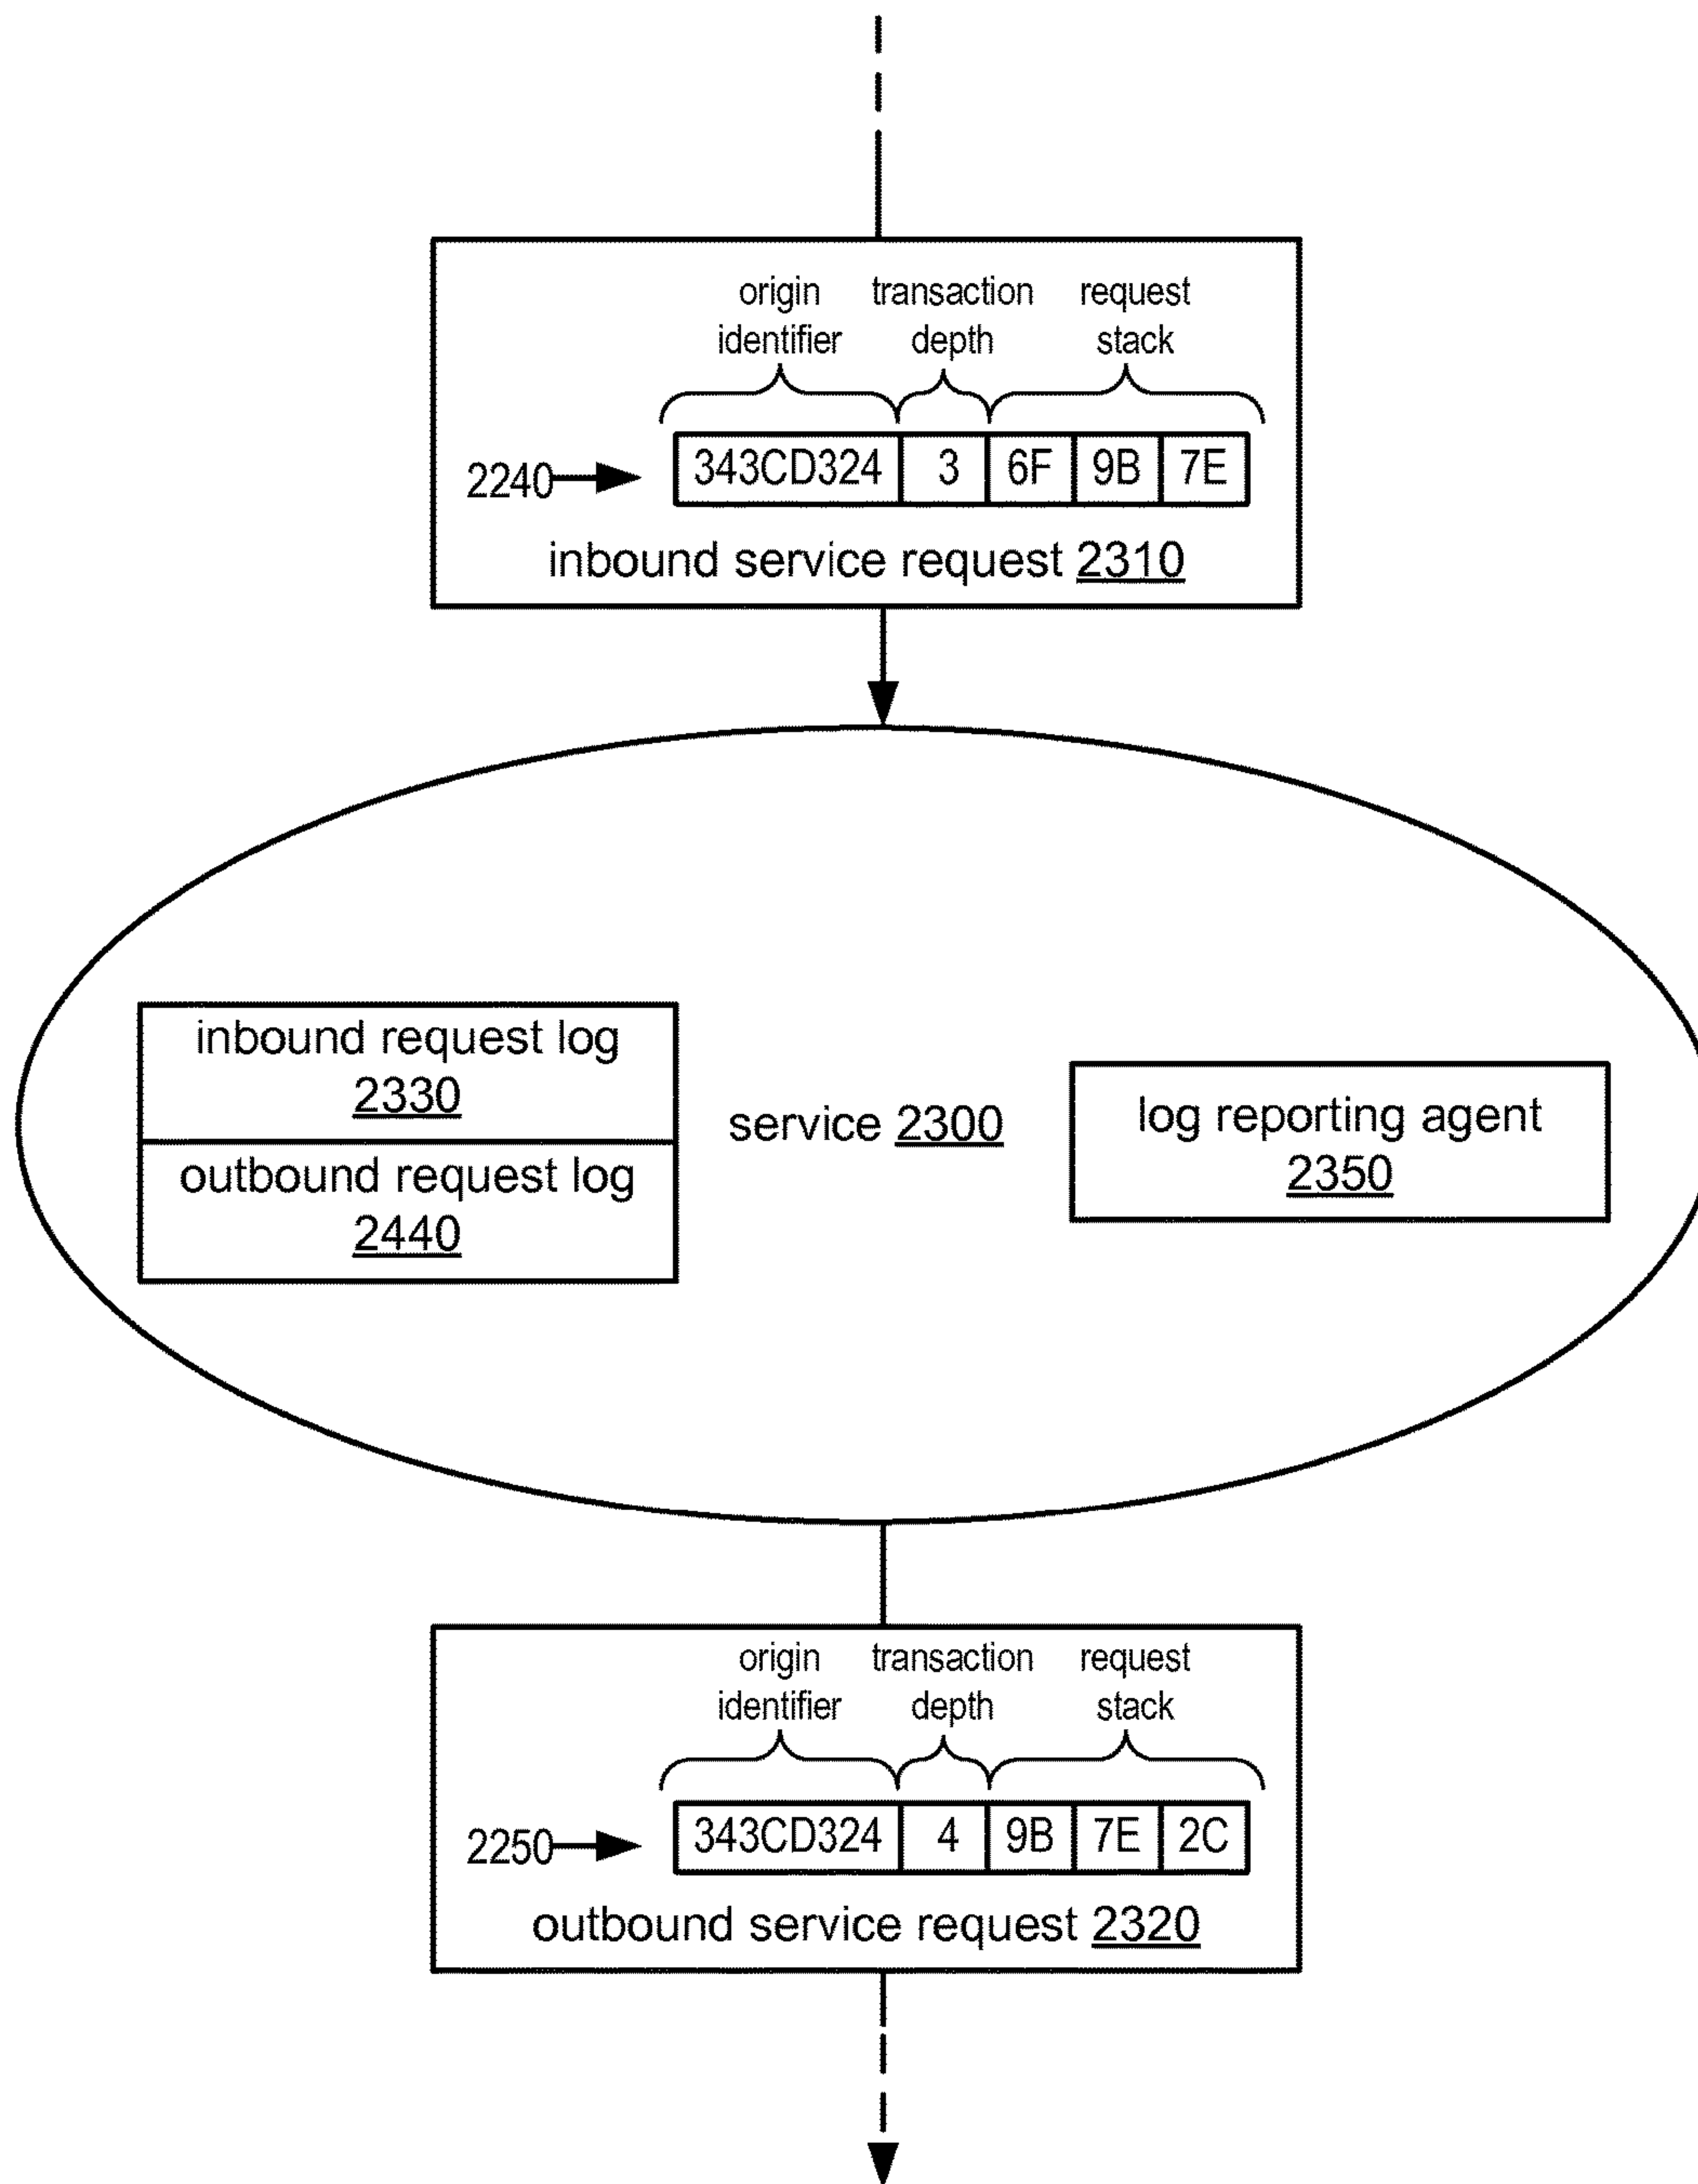 origin transaction request
identifier depth stack
2240 343CD324 3 6F 9B 7E
inbound service request 2310
inbound request log
2330
service 2300
outbound request log
2440
log reporting agent
2350
origin transaction request
identifier depth stack
2250 343CD324 4 9B 7E 2C
outbound service request 2320